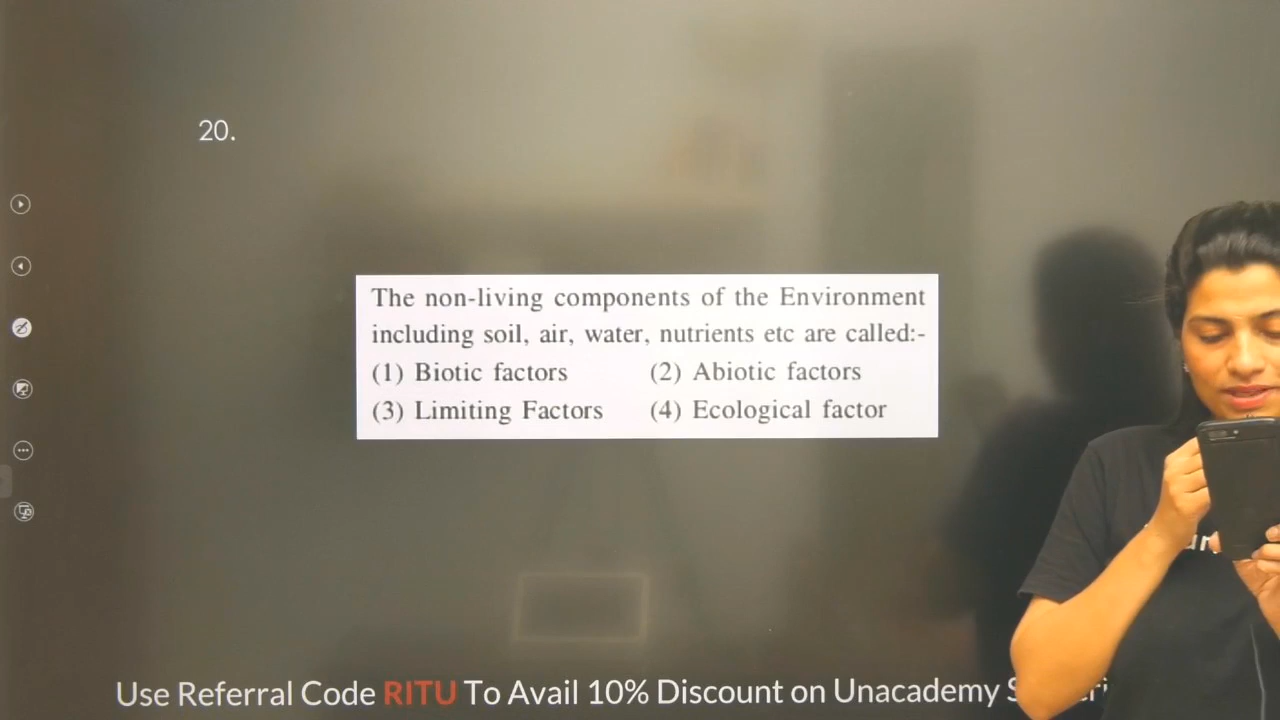 20.
The non-living components of the Environment
including soil, air, water, nutrients etc are called:-
(1) Biotic factors (2) Abiotic factors
(3) Limiting Factors (4) Ecological factor
Use Referral Code RITU To Avail 10% Discount on Unacademy